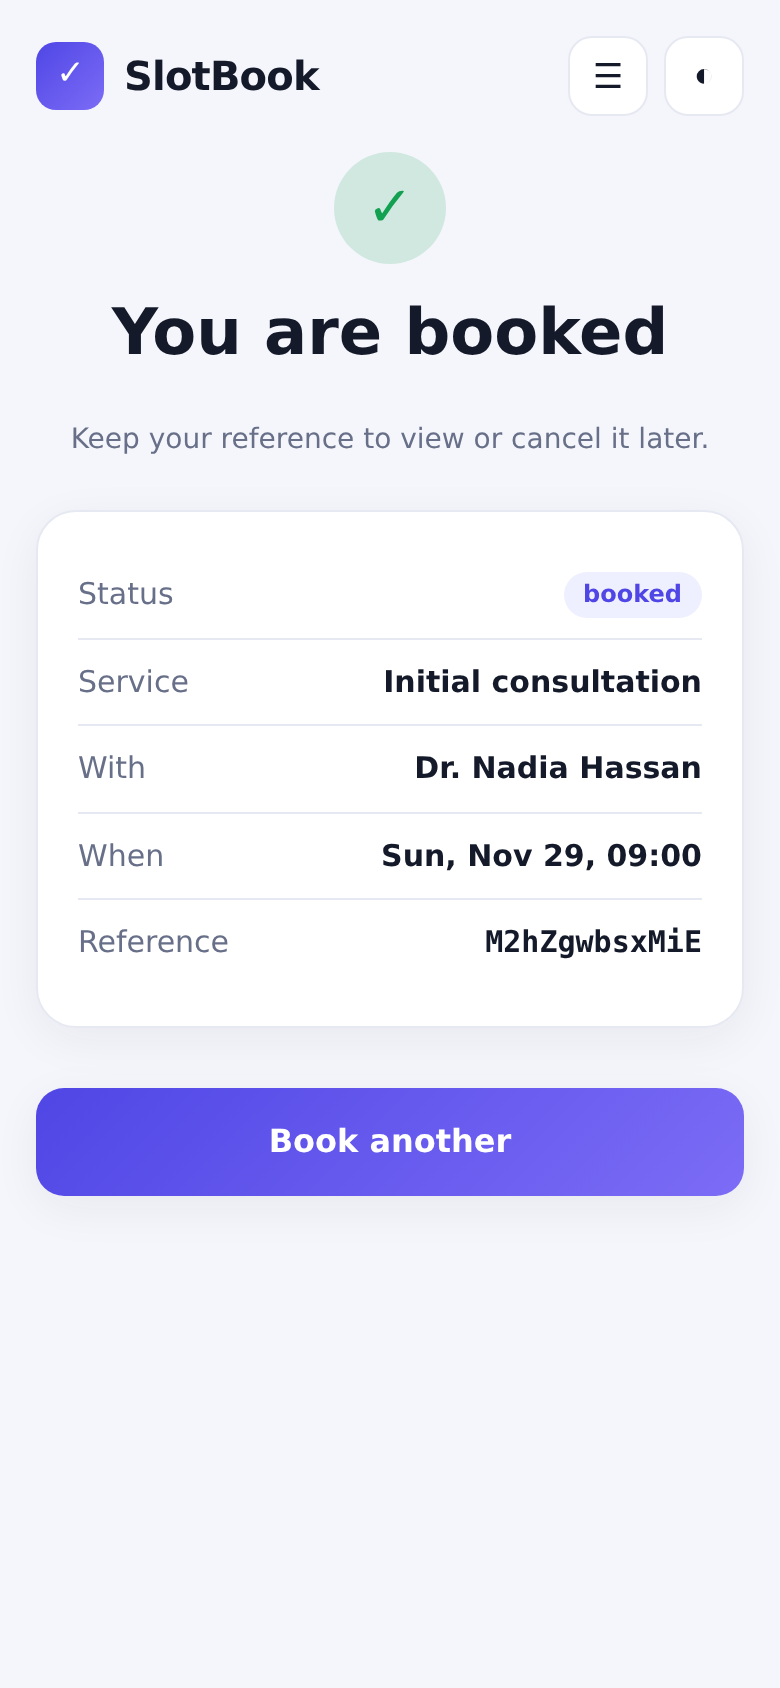 SlotBook
You are booked
Keep your reference to view or cancel it later.
Status booked
Service Initial consultation
With Dr. Nadia Hassan
When Sun, Nov 29, 09:00
Reference M2hZgwbsxMiE
Book another